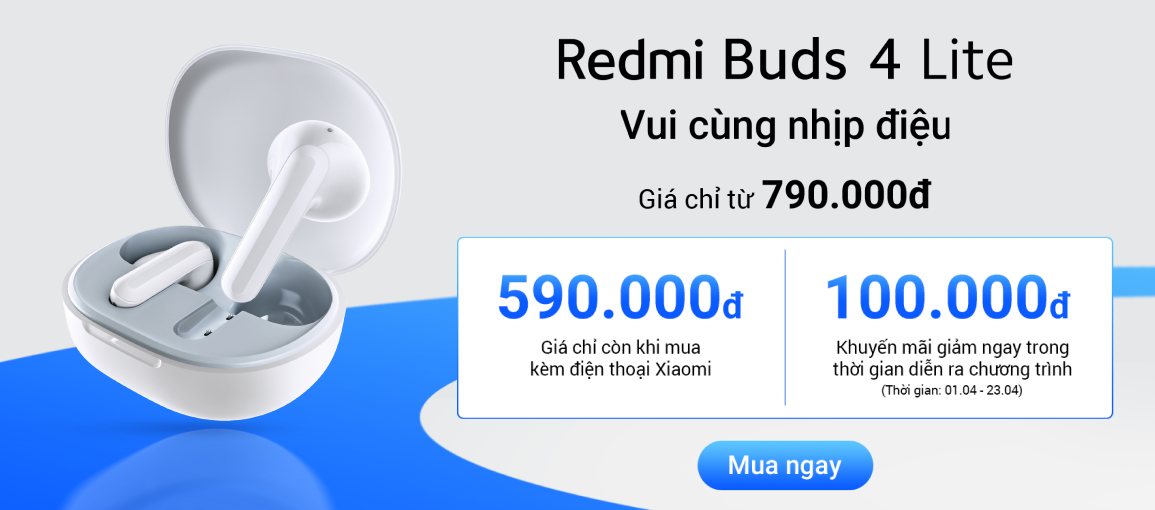 Redmi Buds 4 Lite
Vui cùng nhịp điệu
Giá chỉ từ 790.000đ
590.000đ
Giá chỉ còn khi mua
kèm điện thoại Xiaomi
100.000đ
Khuyến mãi giảm ngay trong
thời gian diễn ra chương trình
(Thời gian: 01.04 - 23.04)
Mua ngay